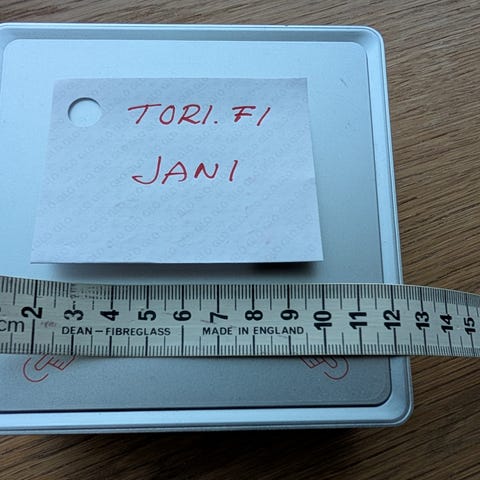 TORI.FI
JANI
cm 2 3 4 5 6 7 8 9 10 11 12 13 14 15
DEAN–FIBREGLASS MADE IN ENGLAND